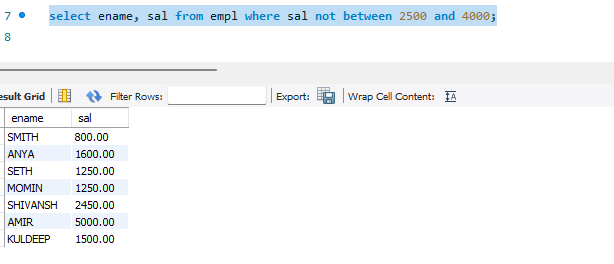 7 select ename, sal from empl where sal not between 2500 and 4000;
8
esult Grid Filter Rows: Export: Wrap Cell Content: IA
ename sal
SMITH 800.00
ANYA 1600.00
SETH 1250.00
MOMIN 1250.00
SHIVANSH 2450.00
AMIR 5000.00
KULDEEP 1500.00